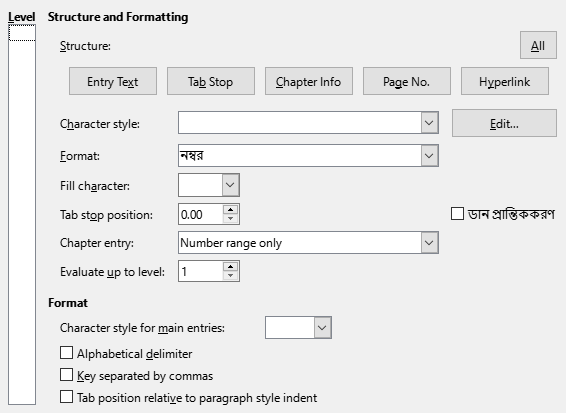 Level Structure and Formatting
Structure:
All
Entry Text Tab Stop Chapter Info Page No. Hyperlink
Character style:
Edit...
Format: নম্বর
Fill character:
Tab stop position: 0.00 ডান প্রান্তিককরণ
Chapter entry: Number range only
Evaluate up to level: 1
Format
Character style for main entries:
Alphabetical delimiter
Key separated by commas
Tab position relative to paragraph style indent